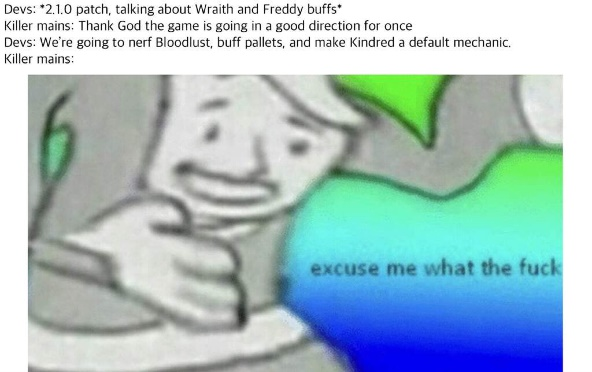 Devs: *2.1.0 patch, talking about Wraith and Freddy buffs*
Killer mains: Thank God the game is going in a good direction for once
Devs: We're going to nerf Bloodlust, buff pallets, and make Kindred a default mechanic.
Killer mains:
excuse me what the fuck